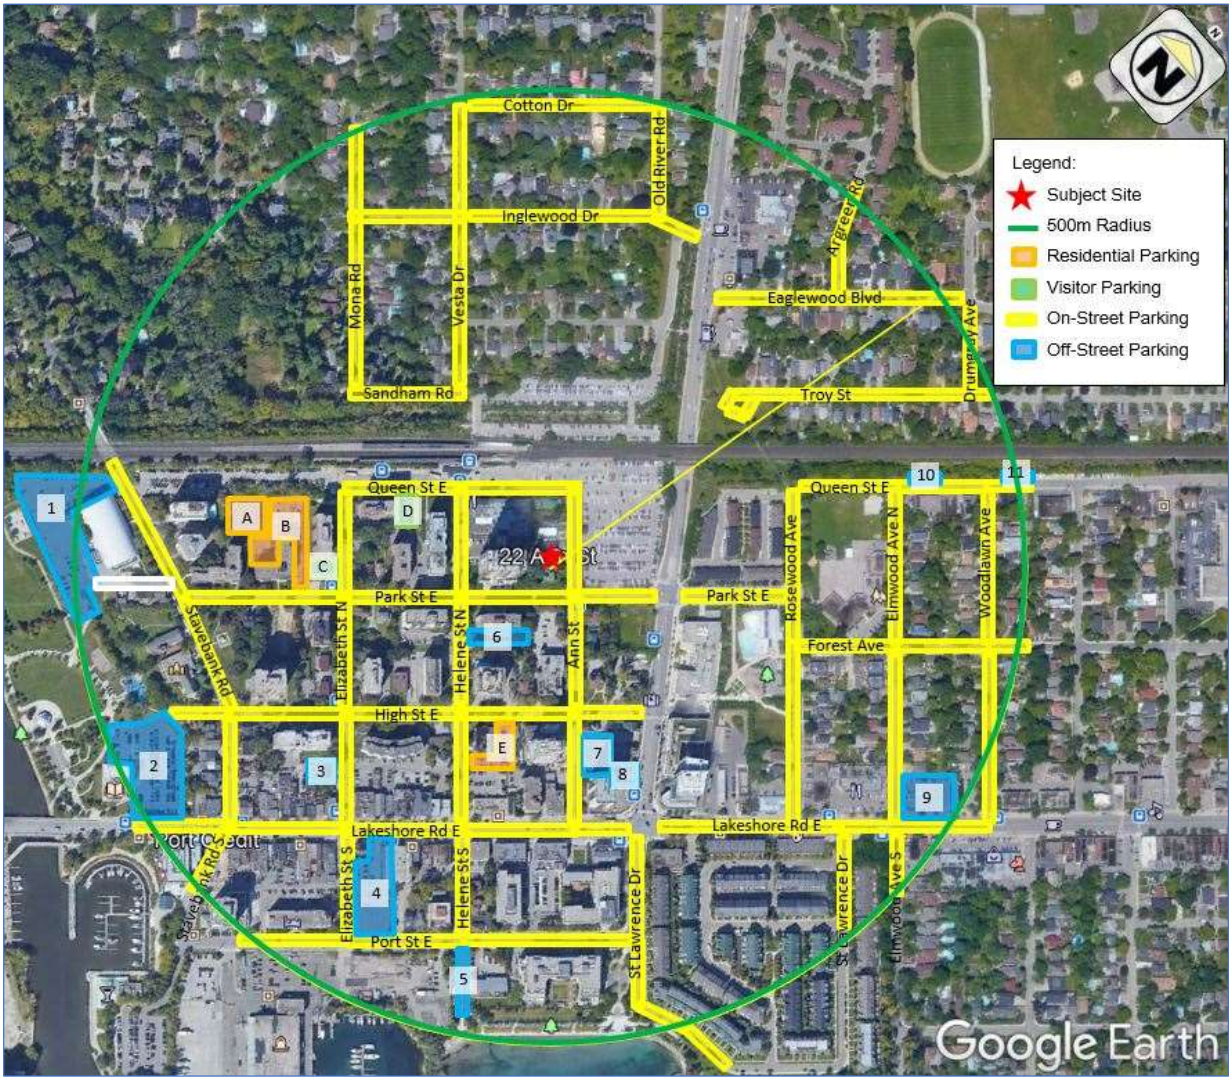 N
N
Cotton Dr
Old River Rd
Legend:
Subject Site
500m Radius
Residential Parking
Visitor Parking
On-Street Parking
Off-Street Parking
Inglewood Dr
Argreen Rd
Mona Rd
Vesta Dr
Eaglewood Blvd
Drumgray Ave
Sandham Rd
Troy St
Queen St E
Queen St E
10
11
1
A
B
D
C
22 A St
Rosewood Ave
Elmwood Ave N
Woodlawn Ave
Park St E
Park St E
Stavebank Rd
Elizabeth St N
Helene St N
6
Ann St
Forest Ave
High St E
E
7
8
2
3
9
Lakeshore Rd E
Lakeshore Rd E
Port Credit
Stavebank Rd S
Elizabeth St S
4
Helene St S
St Lawrence Dr
St Lawrence Dr
Elmwood Ave S
Port St E
5
Google Earth